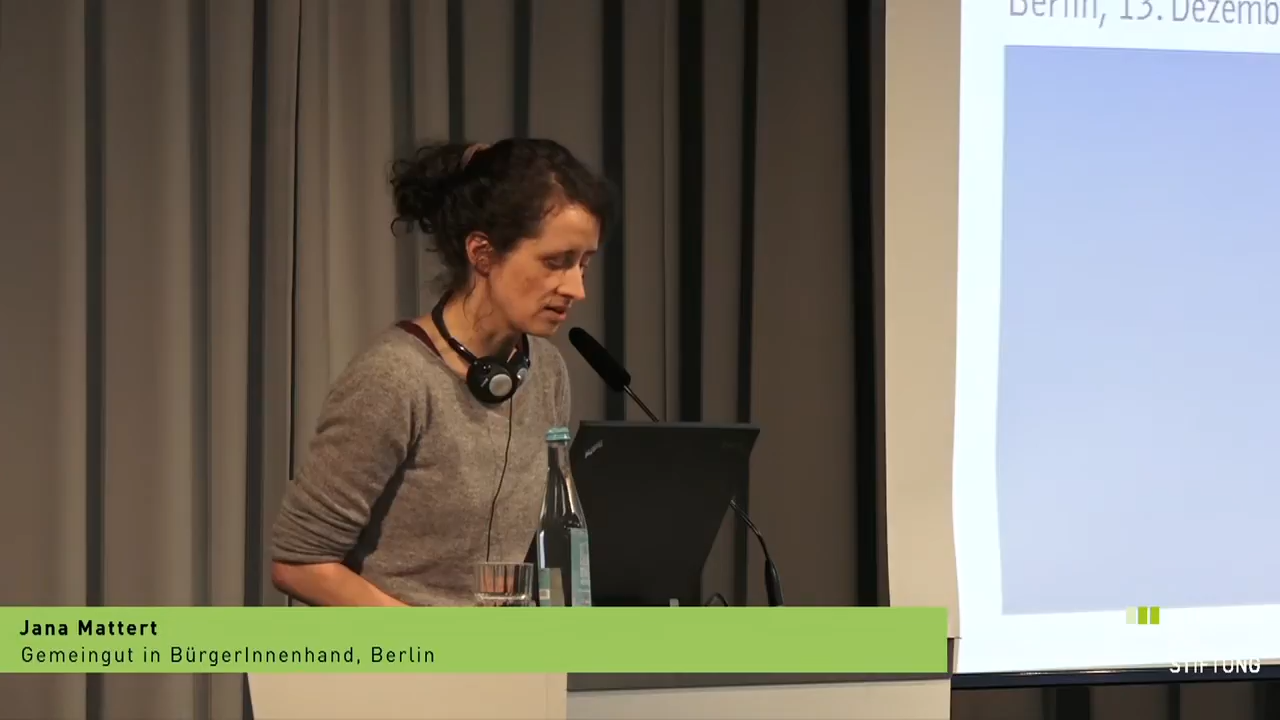 Berlin, 13. Dezemb
Jana Mattert
Gemeingut in BürgerInnenhand, Berlin
STIFTUNG